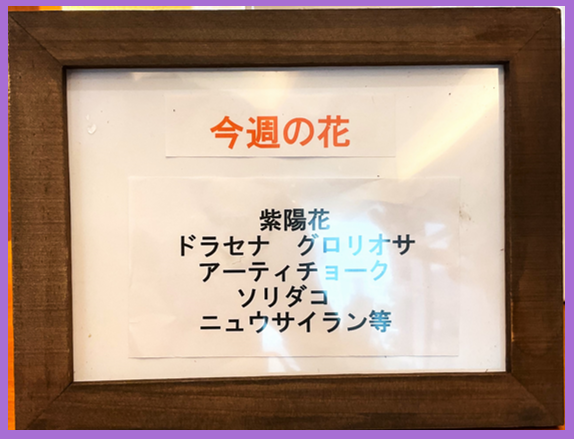 今週の花
紫陽花
ドラセナ　グロリオサ
アーティチョーク
ソリダコ
ニュウサイラン等